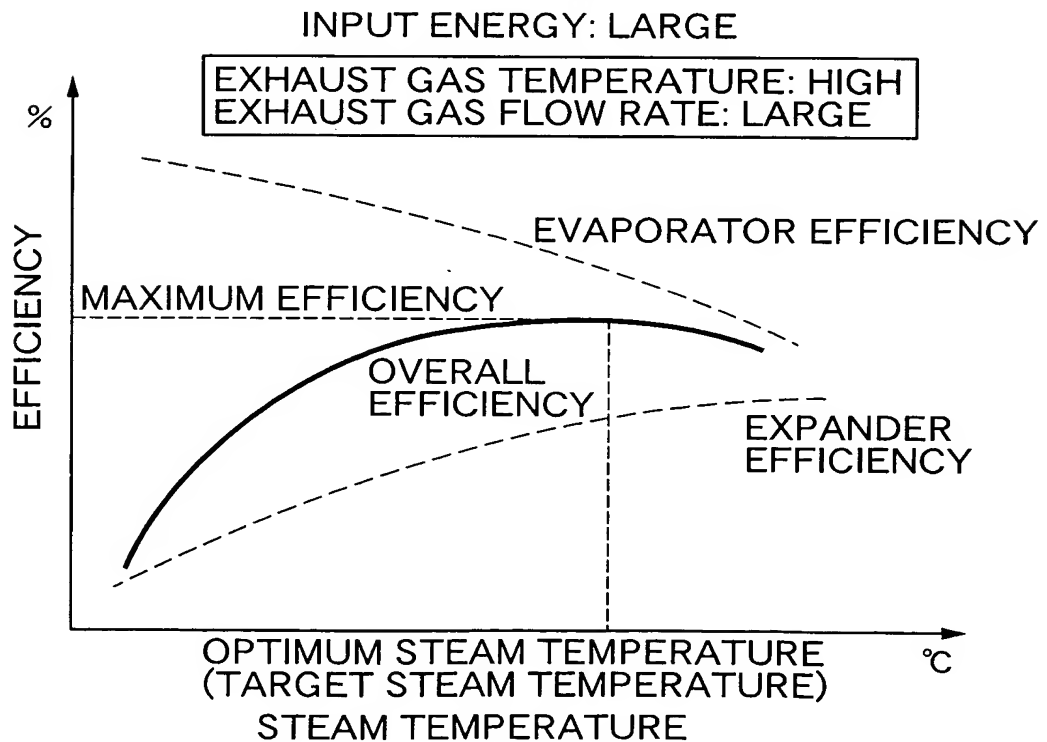 INPUT ENERGY: LARGE
EXHAUST GAS TEMPERATURE: HIGH
EXHAUST GAS FLOW RATE: LARGE
%
EFFICIENCY
EVAPORATOR EFFICIENCY
MAXIMUM EFFICIENCY
OVERALL
EFFICIENCY
EXPANDER
EFFICIENCY
OPTIMUM STEAM TEMPERATURE
(TARGET STEAM TEMPERATURE)
°C
STEAM TEMPERATURE